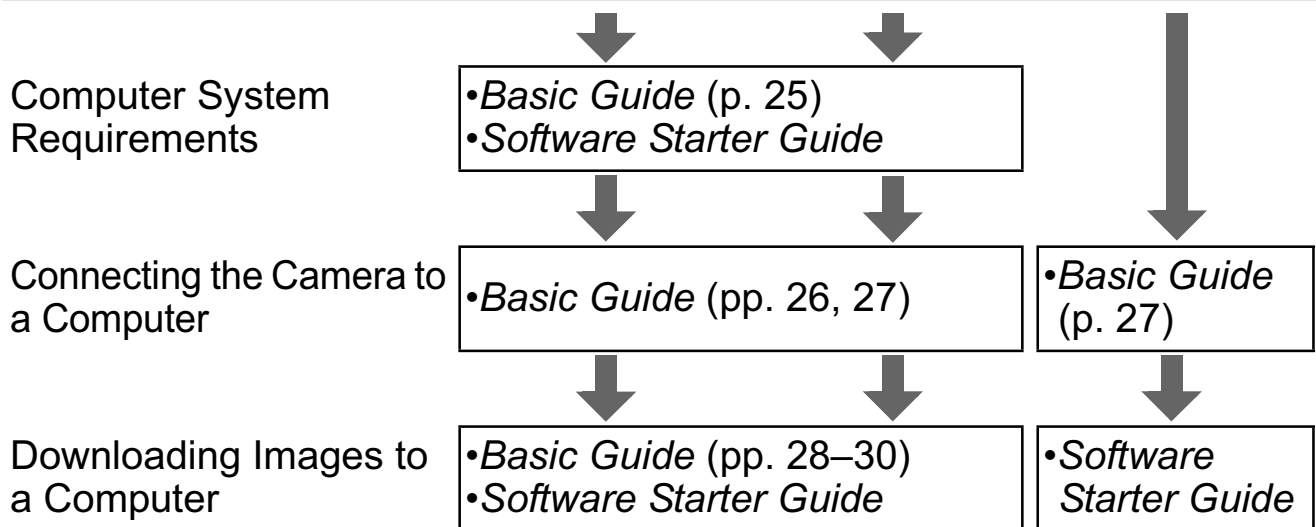 Computer System
Requirements
•Basic Guide (p. 25)
•Software Starter Guide
Connecting the Camera to
a Computer
•Basic Guide (pp. 26, 27)
•Basic Guide
(p. 27)
Downloading Images to
a Computer
•Basic Guide (pp. 28–30)
•Software Starter Guide
•Software
Starter Guide